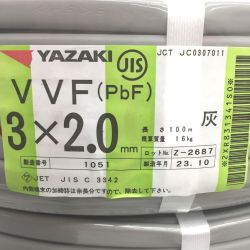 YAZAKI JIS JCT JC0307011
VVF(PbF)
3×2.0mm
灰
長さ 100m
概算質量 16kg
製造番号 1051
ロットNo. Z-2687
製造年月 23.10
JET JIS C 3342